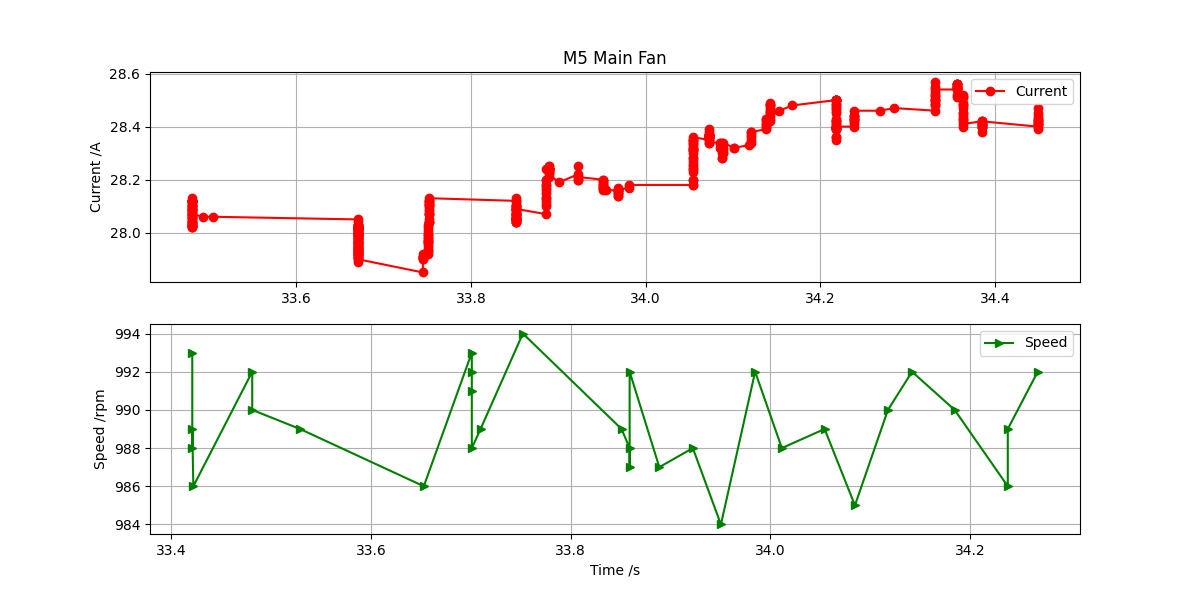 M5 Main Fan
Current /A
28.6
28.4
28.2
28.0
Current
33.6 33.8 34.0 34.2 34.4
Speed /rpm
994
992
990
988
986
984
Speed
33.4 33.6 33.8 34.0 34.2
Time /s